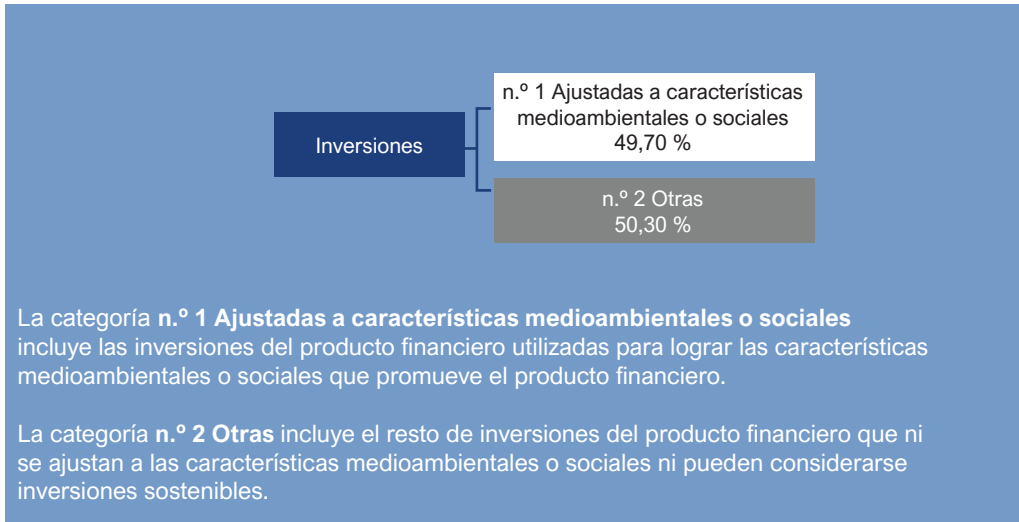 Inversiones
n.º 1 Ajustadas a características
medioambientales o sociales
49,70 %
n.º 2 Otras
50,30 %
La categoría n.º 1 Ajustadas a características medioambientales o sociales
incluye las inversiones del producto financiero utilizadas para lograr las características
medioambientales o sociales que promueve el producto financiero.
La categoría n.º 2 Otras incluye el resto de inversiones del producto financiero que ni
se ajustan a las características medioambientales o sociales ni pueden considerarse
inversiones sostenibles.